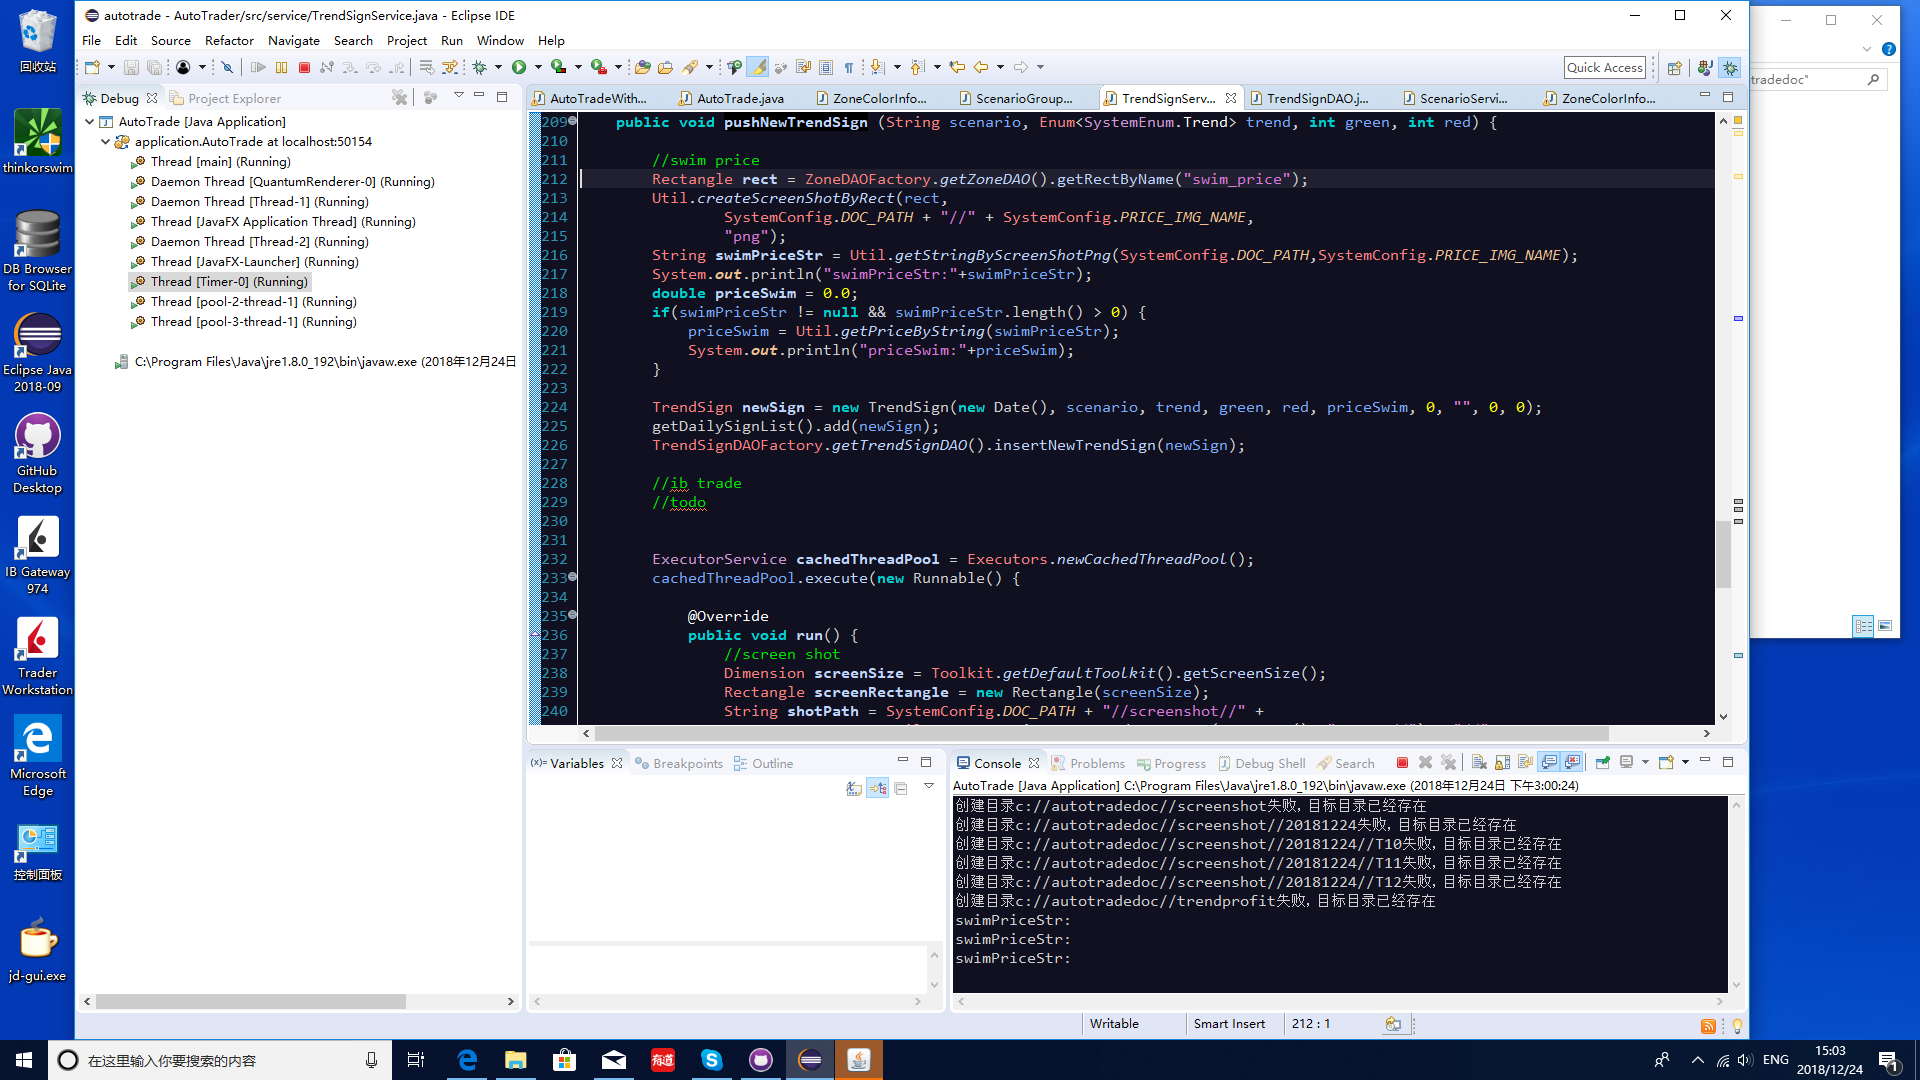 autotrade - AutoTrader/src/service/TrendSignService.java - Eclipse IDE
File Edit Source Refactor Navigate Search Project Run Window Help
Quick Access
tradedoc"
回收站
thinkorswim
DB Browser
for SQLite
Eclipse Java
2018-09
GitHub
Desktop
IB Gateway
974
Trader
Workstation
Microsoft
Edge
控制面板
jd-gui.exe
Debug Project Explorer
AutoTrade [Java Application]
application.AutoTrade at localhost:50154
Thread [main] (Running)
Daemon Thread [QuantumRenderer-0] (Running)
Daemon Thread [Thread-1] (Running)
Thread [JavaFX Application Thread] (Running)
Daemon Thread [Thread-2] (Running)
Thread [JavaFX-Launcher] (Running)
Thread [Timer-0] (Running)
Thread [pool-2-thread-1] (Running)
Thread [pool-3-thread-1] (Running)
C:\Program Files\Java\jre1.8.0_192\bin\javaw.exe (2018年12月24日
AutoTradeWith... AutoTrade.java ZoneColorInfo... ScenarioGroup... TrendSignServ... TrendSignDAO.j... ScenarioServi... ZoneColorInfo...
209 public void pushNewTrendSign (String scenario, Enum<SystemEnum.Trend> trend, int green, int red) {
210
211 //swim price
212 Rectangle rect = ZoneDAOFactory.getZoneDAO().getRectByName("swim_price");
213 Util.createScreenShotByRect(rect,
214 SystemConfig.DOC_PATH + "//" + SystemConfig.PRICE_IMG_NAME,
215 "png");
216 String swimPriceStr = Util.getStringByScreenShotPng(SystemConfig.DOC_PATH,SystemConfig.PRICE_IMG_NAME);
217 System.out.println("swimPriceStr:"+swimPriceStr);
218 double priceSwim = 0.0;
219 if(swimPriceStr != null && swimPriceStr.length() > 0) {
220 priceSwim = Util.getPriceByString(swimPriceStr);
221 System.out.println("priceSwim:"+priceSwim);
222 }
223
224 TrendSign newSign = new TrendSign(new Date(), scenario, trend, green, red, priceSwim, 0, "", 0, 0);
225 getDailySignList().add(newSign);
226 TrendSignDAOFactory.getTrendSignDAO().insertNewTrendSign(newSign);
227
228 //ib trade
229 //todo
230
231
232 ExecutorService cachedThreadPool = Executors.newCachedThreadPool();
233 cachedThreadPool.execute(new Runnable() {
234
235 @Override
236 public void run() {
237 //screen shot
238 Dimension screenSize = Toolkit.getDefaultToolkit().getScreenSize();
239 Rectangle screenRectangle = new Rectangle(screenSize);
240 String shotPath = SystemConfig.DOC_PATH + "//screenshot//" +
(x)= Variables Breakpoints Outline
Console Problems Progress Debug Shell Search
AutoTrade [Java Application] C:\Program Files\Java\jre1.8.0_192\bin\javaw.exe (2018年12月24日 下午3:00:24)
创建目录c://autotradedoc//screenshot失败，目标目录已经存在
创建目录c://autotradedoc//screenshot//20181224失败，目标目录已经存在
创建目录c://autotradedoc//screenshot//20181224//T10失败，目标目录已经存在
创建目录c://autotradedoc//screenshot//20181224//T11失败，目标目录已经存在
创建目录c://autotradedoc//screenshot//20181224//T12失败，目标目录已经存在
创建目录c://autotradedoc//trendprofit失败，目标目录已经存在
swimPriceStr:
swimPriceStr:
swimPriceStr:
Writable Smart Insert 212 : 1
在这里输入你要搜索的内容
有道
ENG
15:03
2018/12/24
1